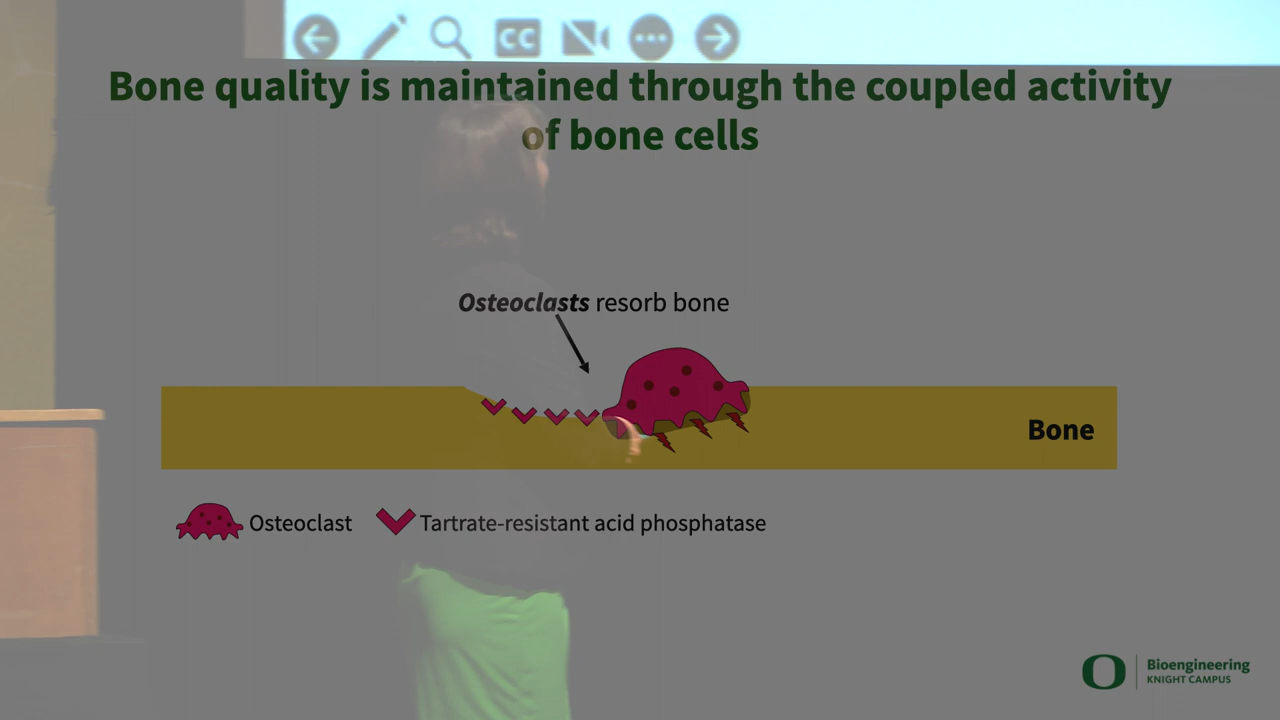 CC
Bone quality is maintained through the coupled activity
of bone cells
Osteoclasts resorb bone
Bone
Osteoclast
Tartrate-resistant acid phosphatase
O
Bioengineering
KNIGHT CAMPUS